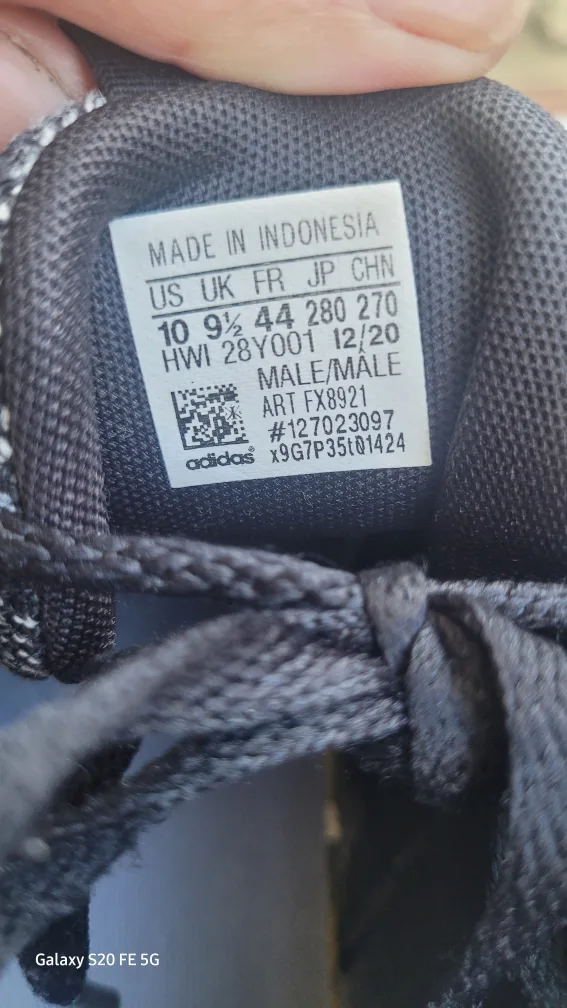 MADE IN INDONESIA
US UK FR JP CHN
10 9½ 44 280 270
HWI 28Y001 12/20
MALE/MÂLE
ART FX8921
#127023097
adidas® x9G7P35t01424
Galaxy S20 FE 5G